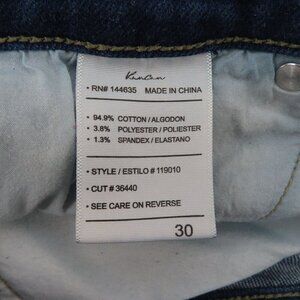 KanCan
• RN# 144635 MADE IN CHINA
• 94.9% COTTON / ALGODON
• 3.8% POLYESTER / POLIESTER
• 1.3% SPANDEX / ELASTANO
• STYLE / ESTILO # 119010
• CUT # 36440
• SEE CARE ON REVERSE
30